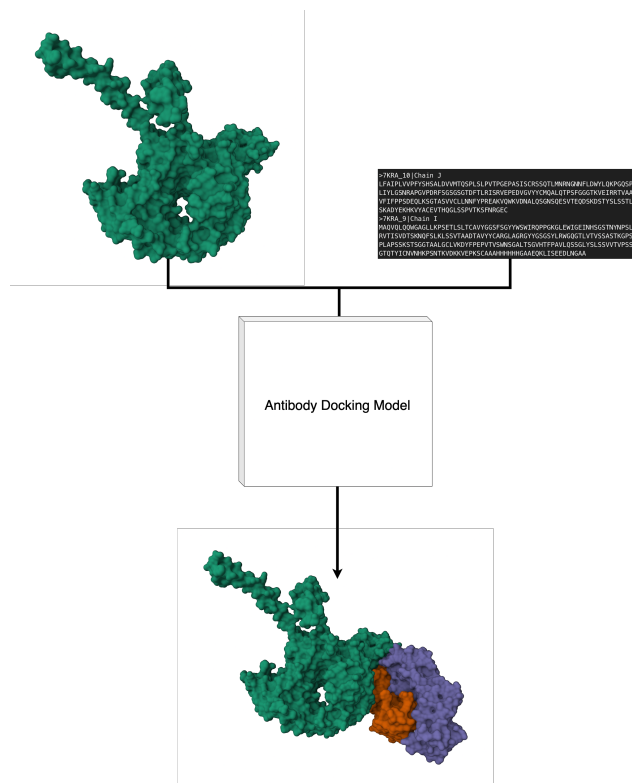 >7KRA_10|Chain J
LFAIPLVVPFYSHSALDVVMTQSPLSLPVTPGEPASISCRSSQTLMNRNGNNFLDWYLQKPGQSP
LIYLGSNRAPGVPDRFSGSGSGTDFTLRISRVEPEDVGVYYCMQALQTPSFGGGTKVEIRRTVAA
VFIFPPSDEQLKSGTASVVCLLNNFYPREAKVQWKVDNALQSGNSQESVTEQDSKDSTYSLSSTL
SKADYEKHKVYACEVTHQGLSSPVTKSFNRGEC
>7KRA_9|Chain I
MAQVQLQQWGAGLLKPSETLSLTCAVYGGSFSGYYWSWIRQPPGKGLEWIGEINHSGSTNYNPSL
RVTISVDTSKNQFSLKLSSVTAADTAVYYCARGLAGRGYYGSGSYLRWGQGTLVTVSSASTKGPS
PLAPSSKSTSGGTAALGCLVKDYFPEPVTVSWNSGALTSGVHTFPAVLQSSGLYSLSSVVTVPSS
GTQTYICNVNHKPSNTKVDKKVEPKSCAAAHHHHHHGAAEQKLISEEDLNGAA
Antibody Docking Model